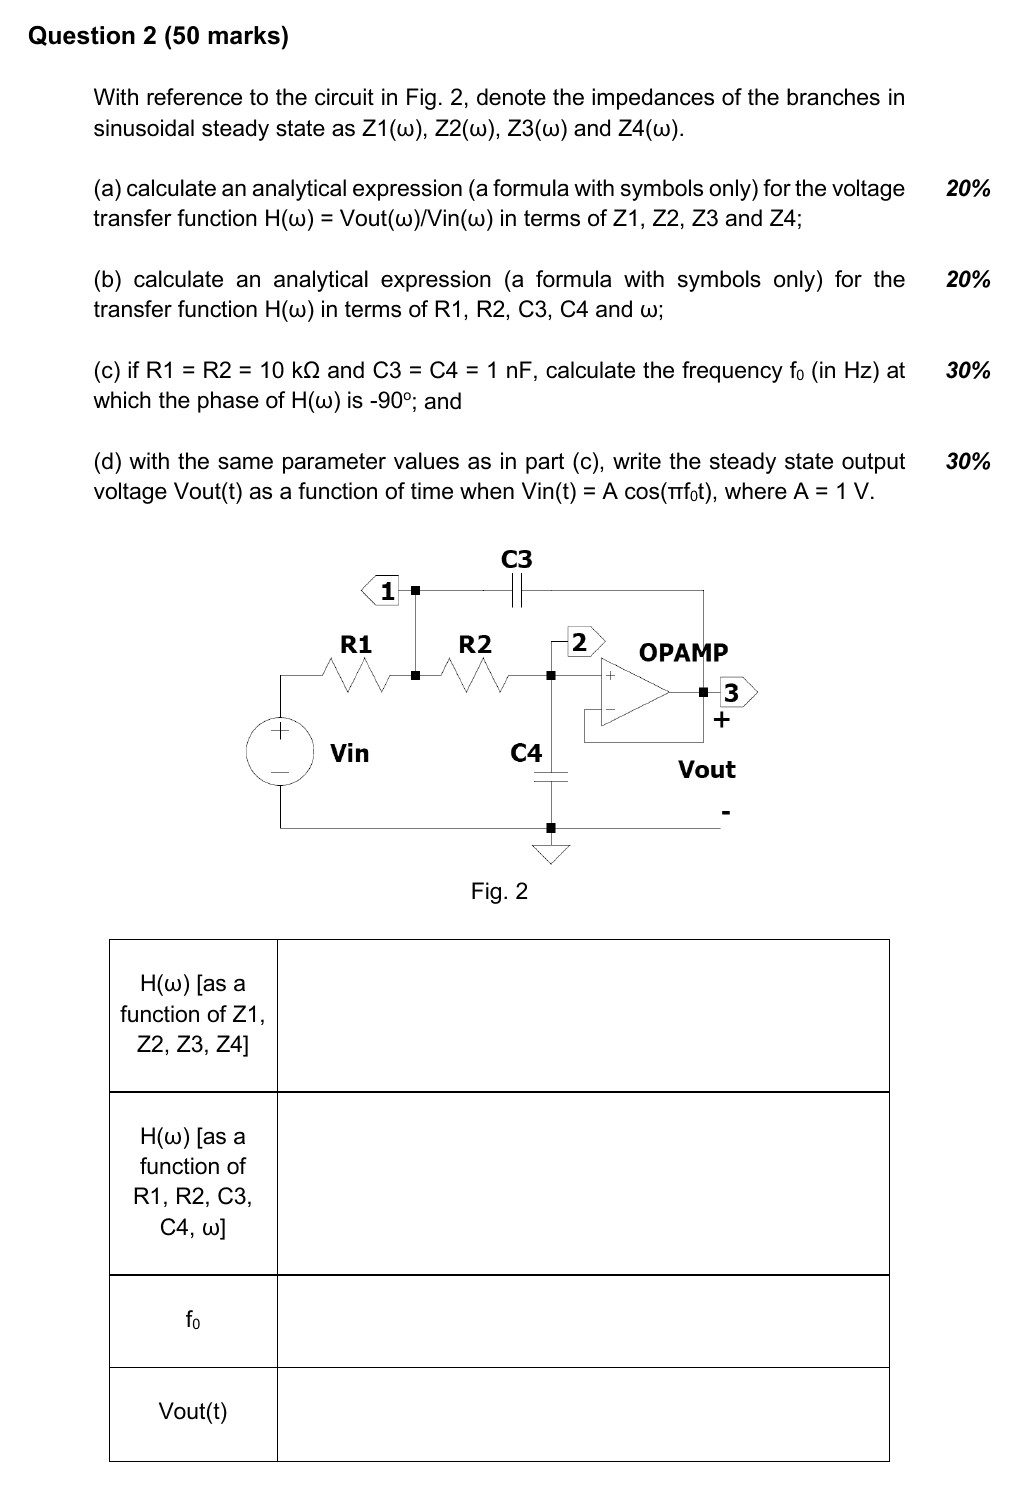 Question 2 (50 marks)
With reference to the circuit in Fig. 2, denote the impedances of the branches in
sinusoidal steady state as Z1(ω), Z2(ω), Z3(ω) and Z4(ω).
(a) calculate an analytical expression (a formula with symbols only) for the voltage 20%
transfer function H(ω) = Vout(ω)/Vin(ω) in terms of Z1, Z2, Z3 and Z4;
(b) calculate an analytical expression (a formula with symbols only) for the 20%
transfer function H(ω) in terms of R1, R2, C3, C4 and ω;
(c) if R1 = R2 = 10 kΩ and C3 = C4 = 1 nF, calculate the frequency f₀ (in Hz) at 30%
which the phase of H(ω) is -90º; and
(d) with the same parameter values as in part (c), write the steady state output 30%
voltage Vout(t) as a function of time when Vin(t) = A cos(πf₀t), where A = 1 V.
C3
1
R1 R2 2 OPAMP
+
-
3
+
+
-
Vin C4
Vout
-
Fig. 2
H(ω) [as a
function of Z1,
Z2, Z3, Z4]
H(ω) [as a
function of
R1, R2, C3,
C4, ω]
f₀
Vout(t)